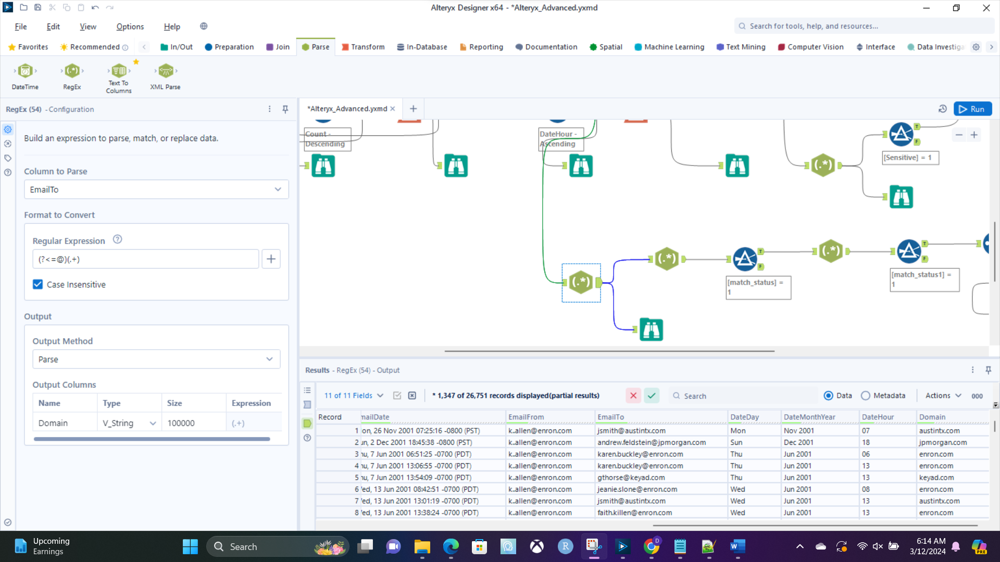 Alteryx Designer x64 - *Alteryx_Advanced.yxmd
File Edit View Options Help
Search for tools, help, and resources...
Favorites Recommended In/Out Preparation Join Parse Transform In-Database Reporting Documentation Spatial Machine Learning Text Mining Computer Vision Interface Data Investiga
DateTime RegEx Text To Columns XML Parse
RegEx (54) - Configuration
*Alteryx_Advanced.yxmd
Run
Build an expression to parse, match, or replace data.
Column to Parse
EmailTo
Format to Convert
Regular Expression
(?<=@)(.+)
Case Insensitive
Output
Output Method
Parse
Output Columns
Name Type Size Expression
Domain V_String 100000 (.+)
Count -
Descending
DateHour -
Ascending
(.*)
T
F
[Sensitive] = 1
(.*)
(.*)
T
F
[match_status] =
1
(.*)
T
F
[match_status1] =
1
Results - RegEx (54) - Output
11 of 11 Fields * 1,347 of 26,751 records displayed(partial results) Search Data Metadata Actions 000
Record mailDate EmailFrom EmailTo DateDay DateMonthYear DateHour Domain
1 on, 26 Nov 2001 07:25:16 -0800 (PST) k..allen@enron.com jsmith@austintx.com Mon Nov 2001 07 austintx.com
2 un, 2 Dec 2001 18:45:38 -0800 (PST) k..allen@enron.com andrew.feldstein@jpmorgan.com Sun Dec 2001 18 jpmorgan.com
3 hu, 7 Jun 2001 06:51:25 -0700 (PDT) k..allen@enron.com karen.buckley@enron.com Thu Jun 2001 06 enron.com
4 hu, 7 Jun 2001 13:06:55 -0700 (PDT) k..allen@enron.com karen.buckley@enron.com Thu Jun 2001 13 enron.com
5 hu, 7 Jun 2001 13:54:09 -0700 (PDT) k..allen@enron.com gthorse@keyad.com Thu Jun 2001 13 keyad.com
6 Ved, 13 Jun 2001 08:42:51 -0700 (PDT) k..allen@enron.com jeanie.slone@enron.com Wed Jun 2001 08 enron.com
7 Ved, 13 Jun 2001 13:01:19 -0700 (PDT) k..allen@enron.com jsmith@austintx.com Wed Jun 2001 13 austintx.com
8 Ved, 13 Jun 2001 13:38:24 -0700 (PDT) k..allen@enron.com faith.killen@enron.com Wed Jun 2001 13 enron.com
Upcoming
Earnings
Search
6:14 AM
3/12/2024
PRE